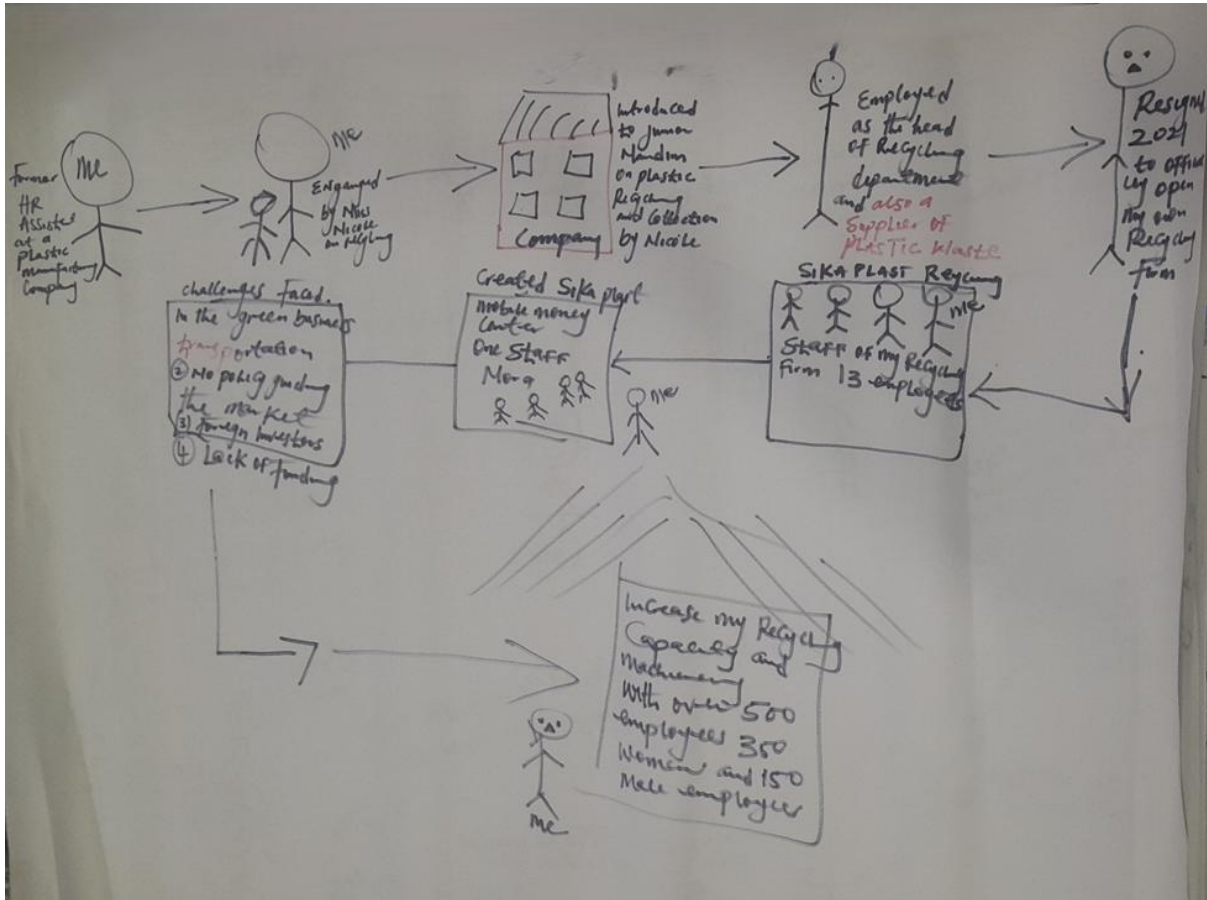 Former
HR
Assistant
at a
plastic
manufacturing
Company
Me
me
Engaged
by Miss
Nicole
on
Company
introduced
to junior
on plastic
Recycling
and Collection
by Nicole
Employed
as the head
of Recycling
department
and also a
Supplier of
Plastic Waste
Resigned
2021
to
open
my own
Recycling
firm
SIKA PLAST
me
Staff of my Recycling
firm 13 employees
Created Sika plast
mobile money
center
One Staff
me
challenges faced.
In the green business
transportation
② No policy guiding
the market
③ foreign investors
④ Lack of funding
Increase my Recycling
Capacity and
With over 500
employees 350
Women and 150
Male employees
me